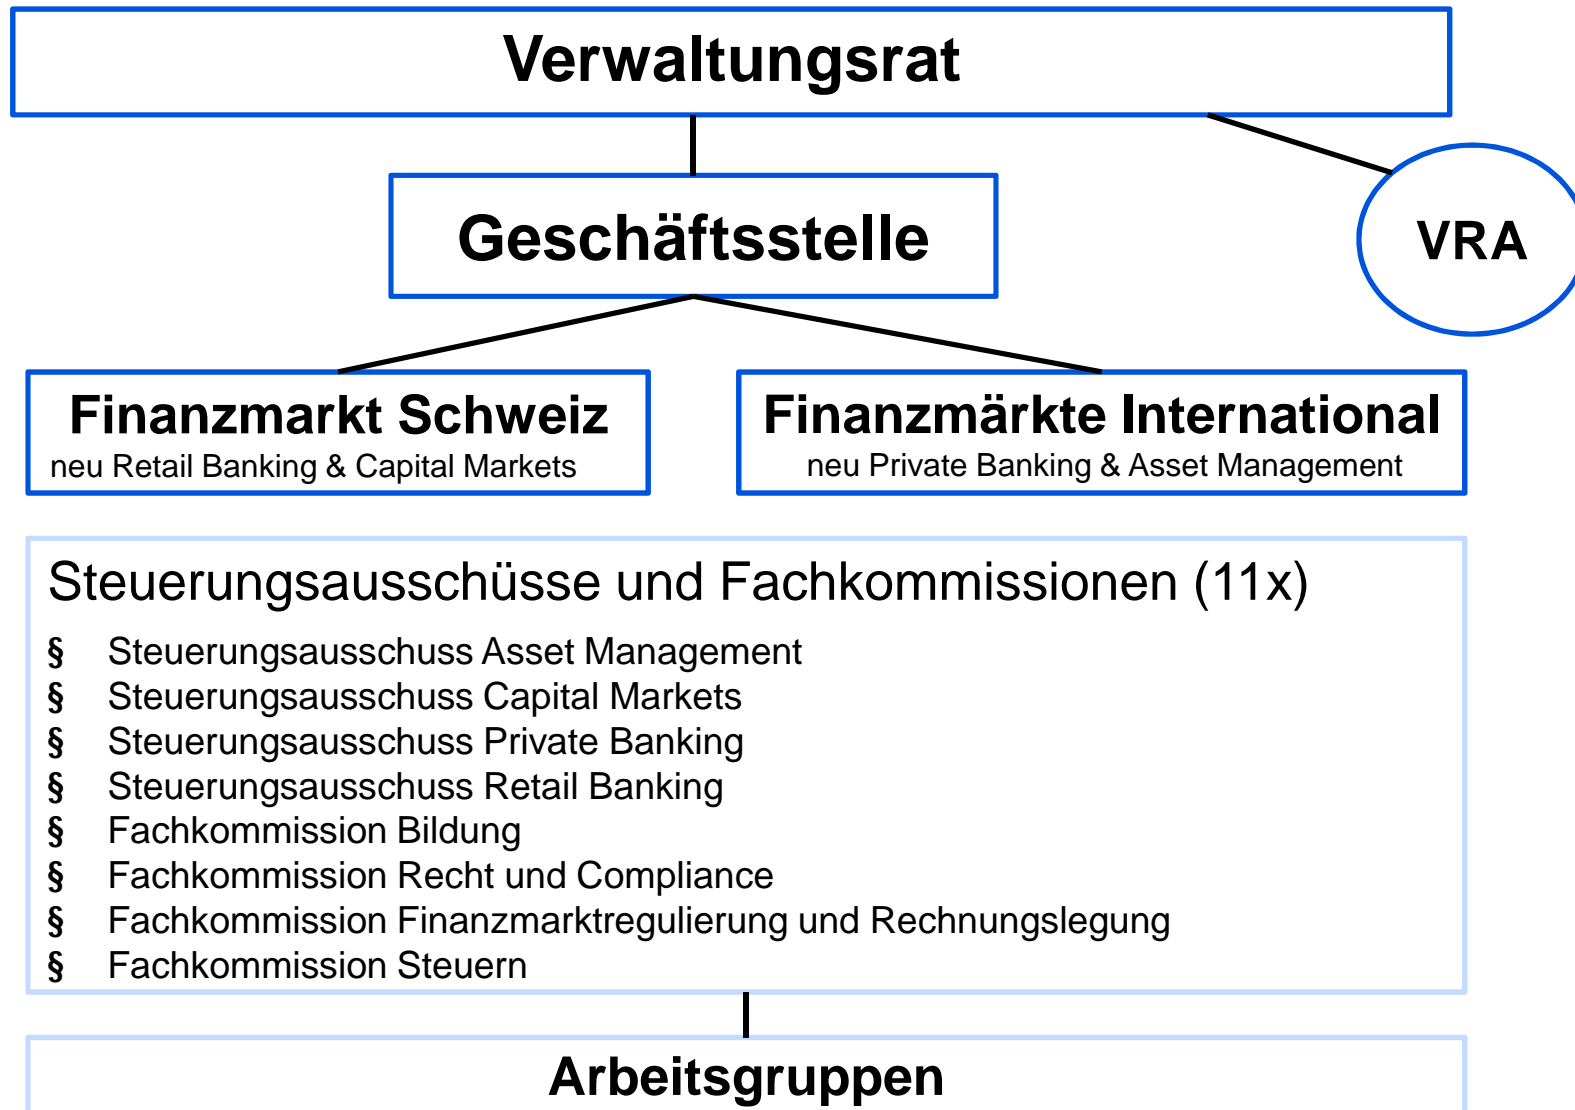 Verwaltungsrat
Geschäftsstelle
VRA
Finanzmarkt Schweiz
neu Retail Banking & Capital Markets
Finanzmärkte International
neu Private Banking & Asset Management
Steuerungsausschüsse und Fachkommissionen (11x)
§ Steuerungsausschuss Asset Management
§ Steuerungsausschuss Capital Markets
§ Steuerungsausschuss Private Banking
§ Steuerungsausschuss Retail Banking
§ Fachkommission Bildung
§ Fachkommission Recht und Compliance
§ Fachkommission Finanzmarktregulierung und Rechnungslegung
§ Fachkommission Steuern
Arbeitsgruppen